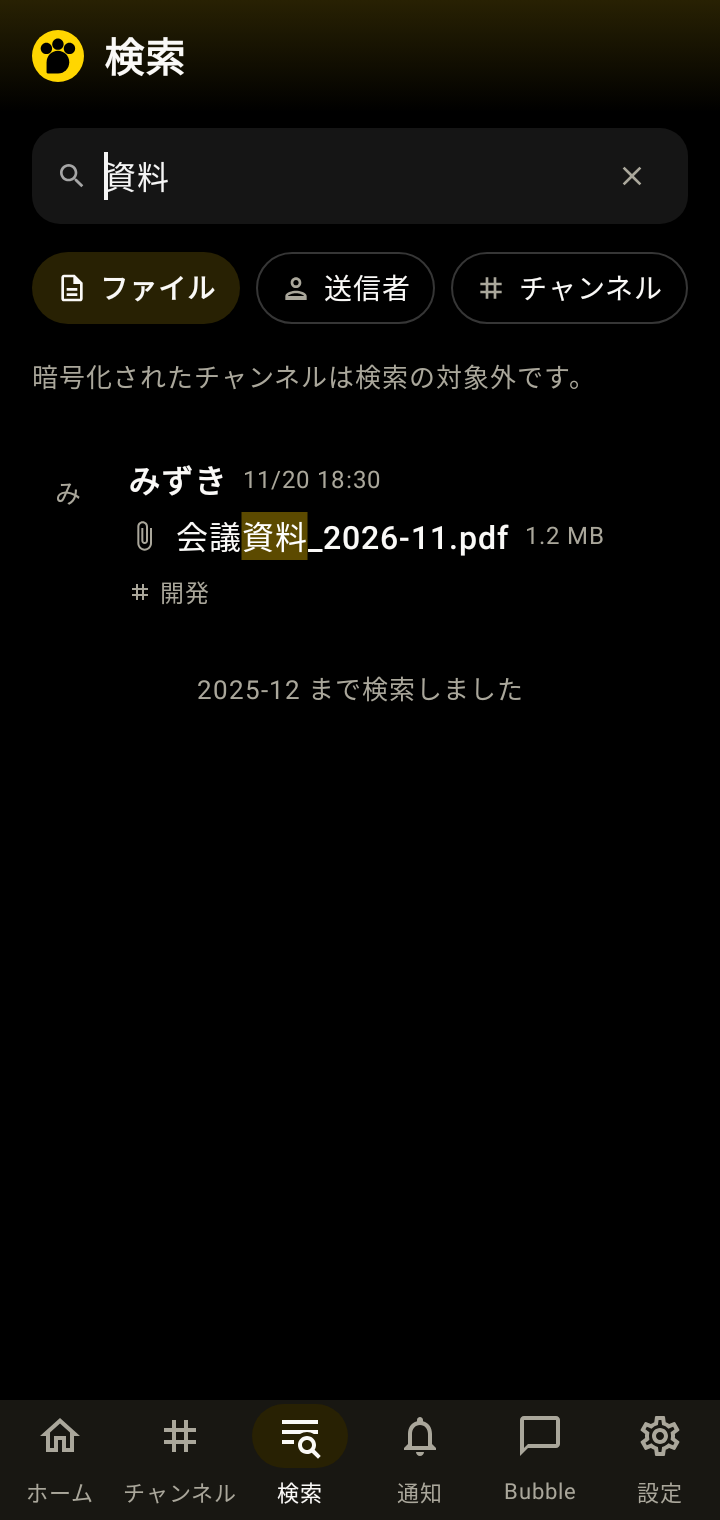 検索
資料
ファイル 送信者 チャンネル
暗号化されたチャンネルは検索の対象外です。
み
みずき 11/20 18:30
会議資料_2026-11.pdf 1.2 MB
# 開発
2025-12 まで検索しました
ホーム チャンネル 検索 通知 Bubble 設定